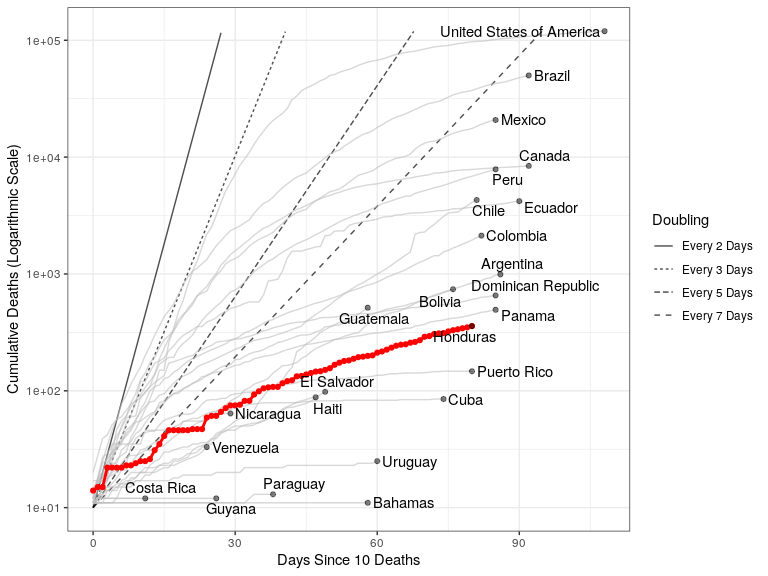 Cumulative Deaths (Logarithmic Scale)
1e+05
1e+04
1e+03
1e+02
1e+01
United States of America
Brazil
Mexico
Canada
Peru
Chile
Ecuador
Colombia
Argentina
Dominican Republic
Bolivia
Guatemala
Panama
Honduras
El Salvador
Puerto Rico
Haiti
Cuba
Nicaragua
Venezuela
Uruguay
Costa Rica
Paraguay
Guyana
Bahamas
0
30
60
90
Days Since 10 Deaths
Doubling
Every 2 Days
Every 3 Days
Every 5 Days
Every 7 Days